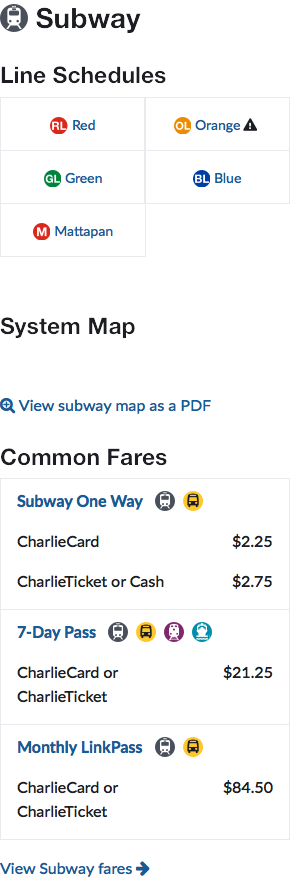 Subway
Line Schedules
RL Red
OL Orange
GL Green
BL Blue
M Mattapan
System Map
View subway map as a PDF
Common Fares
Subway One Way
CharlieCard $2.25
CharlieTicket or Cash $2.75
7-Day Pass
CharlieCard or $21.25
CharlieTicket
Monthly LinkPass
CharlieCard or $84.50
CharlieTicket
View Subway fares